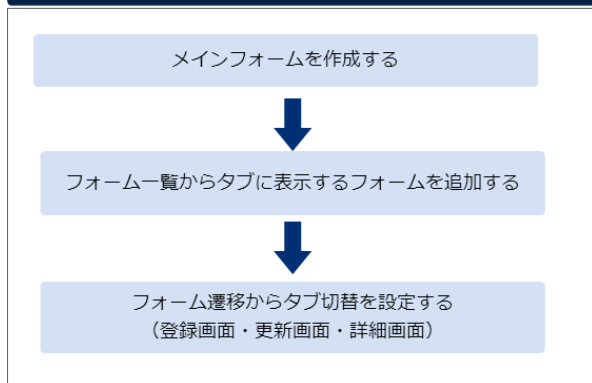 メインフォームを作成する
フォーム一覧からタブに表示するフォームを追加する
フォーム遷移からタブ切替を設定する
（登録画面・更新画面・詳細画面）